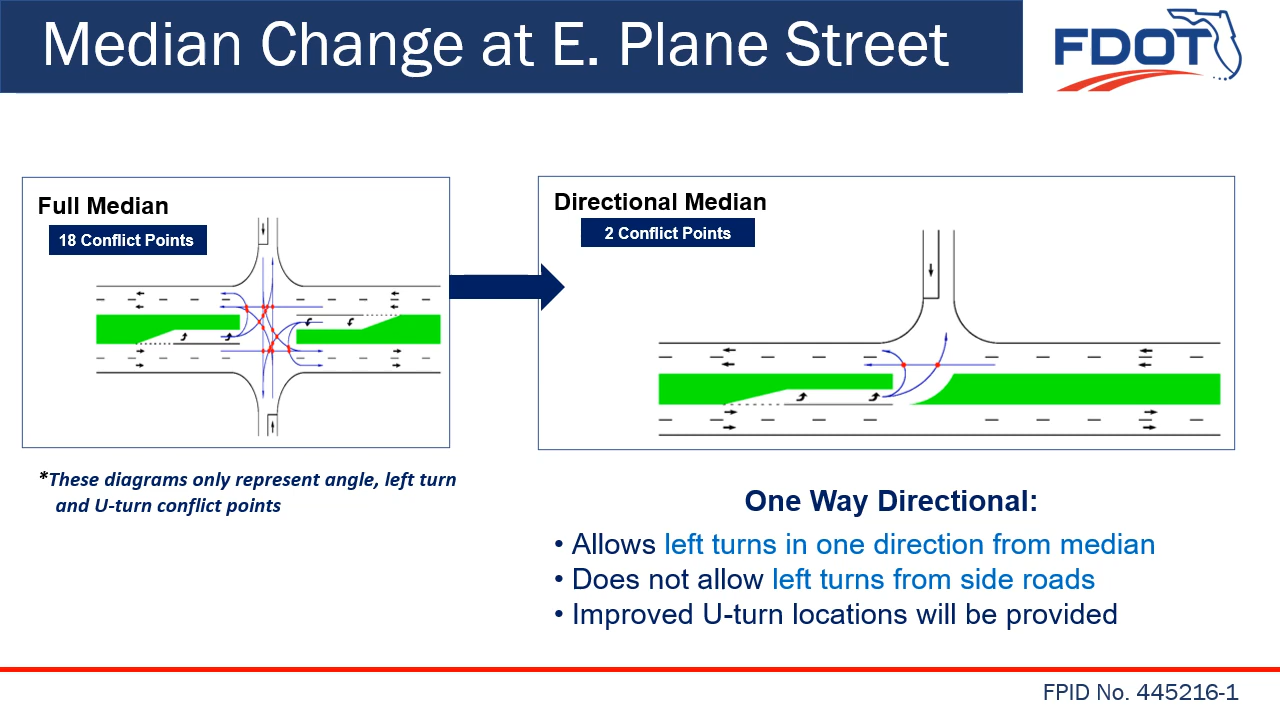 Median Change at E. Plane Street
FDOT
Full Median
18 Conflict Points
Directional Median
2 Conflict Points
*These diagrams only represent angle, left turn
and U-turn conflict points
One Way Directional:
• Allows left turns in one direction from median
• Does not allow left turns from side roads
• Improved U-turn locations will be provided
FPID No. 445216-1